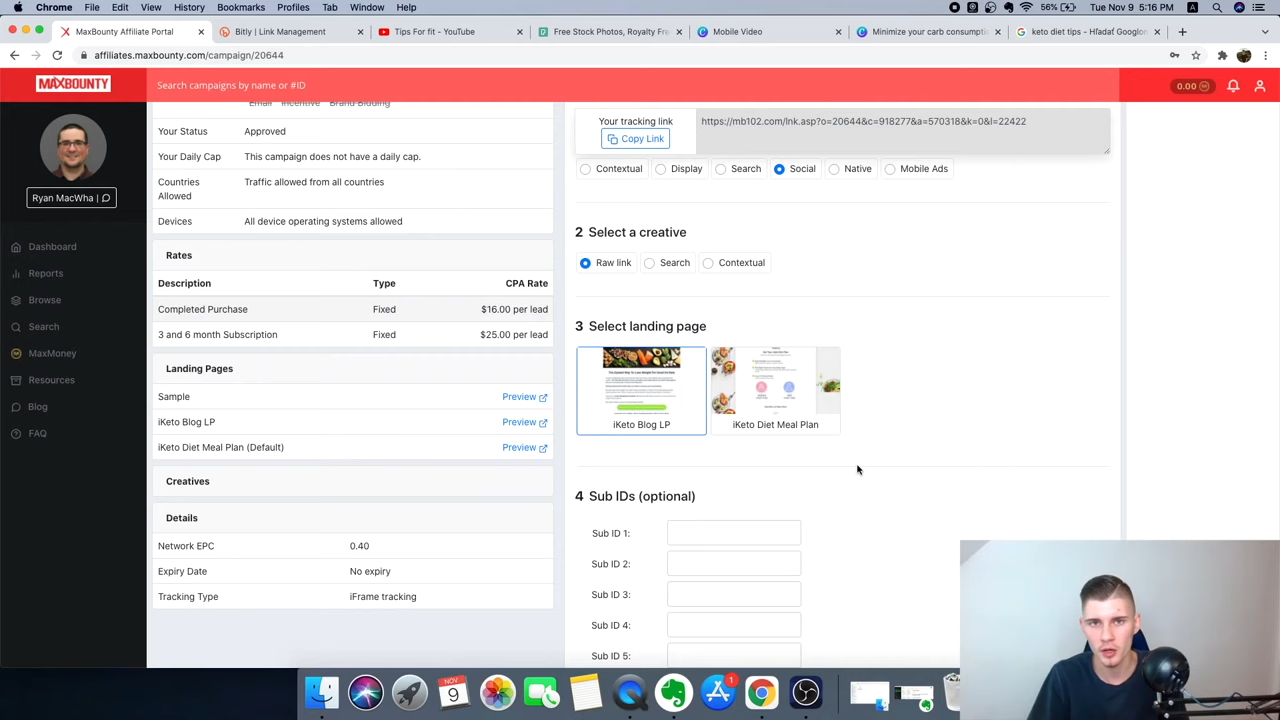 Chrome File Edit View History Bookmarks Profiles Tab Window Help
56% Tue Nov 9 5:16 PM
MaxBounty Affiliate Portal
Bitly | Link Management
Tips For fit - YouTube
Free Stock Photos, Royalty Fre
Mobile Video
Minimize your carb consumpti
keto diet tips - Hľadať Googlo
affiliates.maxbounty.com/campaign/20644
MAXBOUNTY
Search campaigns by name or #ID
0.00
Ryan MacWha |
Dashboard
Reports
Browse
Search
MaxMoney
Resources
Blog
FAQ
Email Incentive Brand Bidding
Your Status Approved
Your Daily Cap This campaign does not have a daily cap.
Countries Allowed Traffic allowed from all countries
Devices All device operating systems allowed
Rates
Description Type CPA Rate
Completed Purchase Fixed $16.00 per lead
3 and 6 month Subscription Fixed $25.00 per lead
Landing Pages
Sample Preview
iKeto Blog LP Preview
iKeto Diet Meal Plan (Default) Preview
Creatives
Details
Network EPC 0.40
Expiry Date No expiry
Tracking Type iFrame tracking
Your tracking link
Copy Link
https://mb102.com/lnk.asp?o=20644&c=918277&a=570318&k=0&l=22422
Contextual Display Search Social Native Mobile Ads
2 Select a creative
Raw link Search Contextual
3 Select landing page
iKeto Blog LP
iKeto Diet Meal Plan
4 Sub IDs (optional)
Sub ID 1:
Sub ID 2:
Sub ID 3:
Sub ID 4:
Sub ID 5:
NOV
9
1